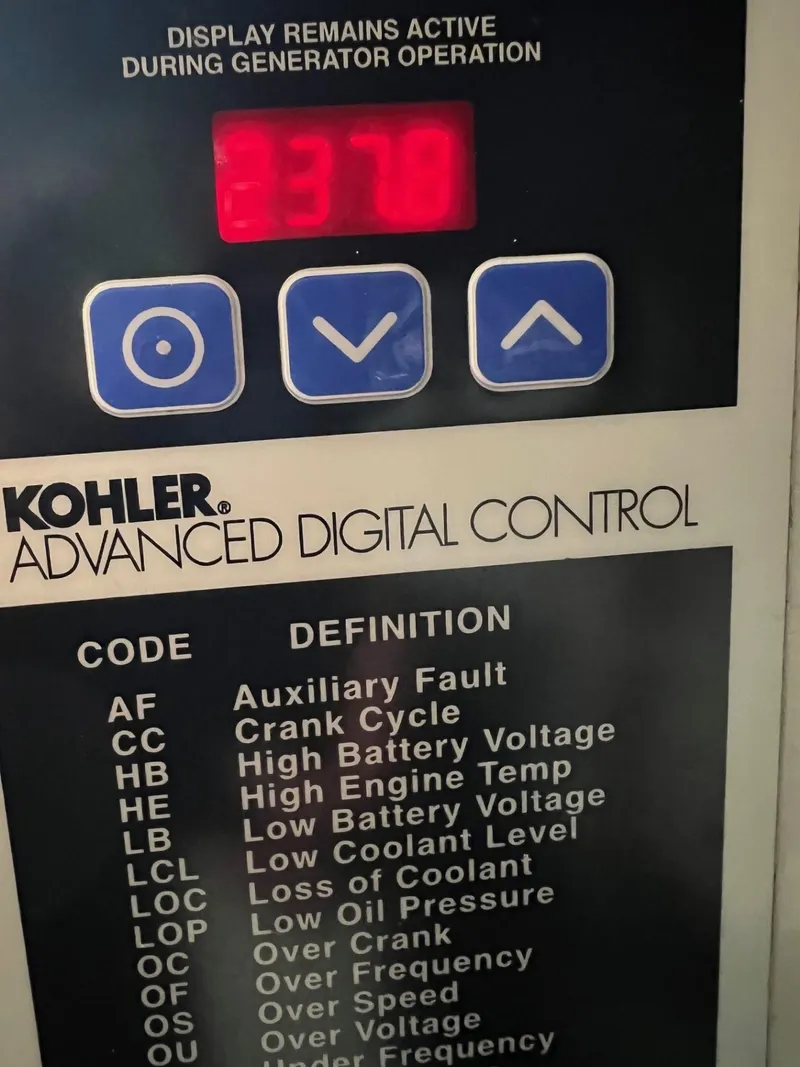 DISPLAY REMAINS ACTIVE
DURING GENERATOR OPERATION
KOHLER®
ADVANCED DIGITAL CONTROL
CODE DEFINITION
AF Auxiliary Fault
CC Crank Cycle
HB High Battery Voltage
HE High Engine Temp
LB Low Battery Voltage
LCL Low Coolant Level
LOC Loss of Coolant
LOP Low Oil Pressure
OC Over Crank
OF Over Frequency
OS Over Speed
OU Over Voltage
Under Frequency